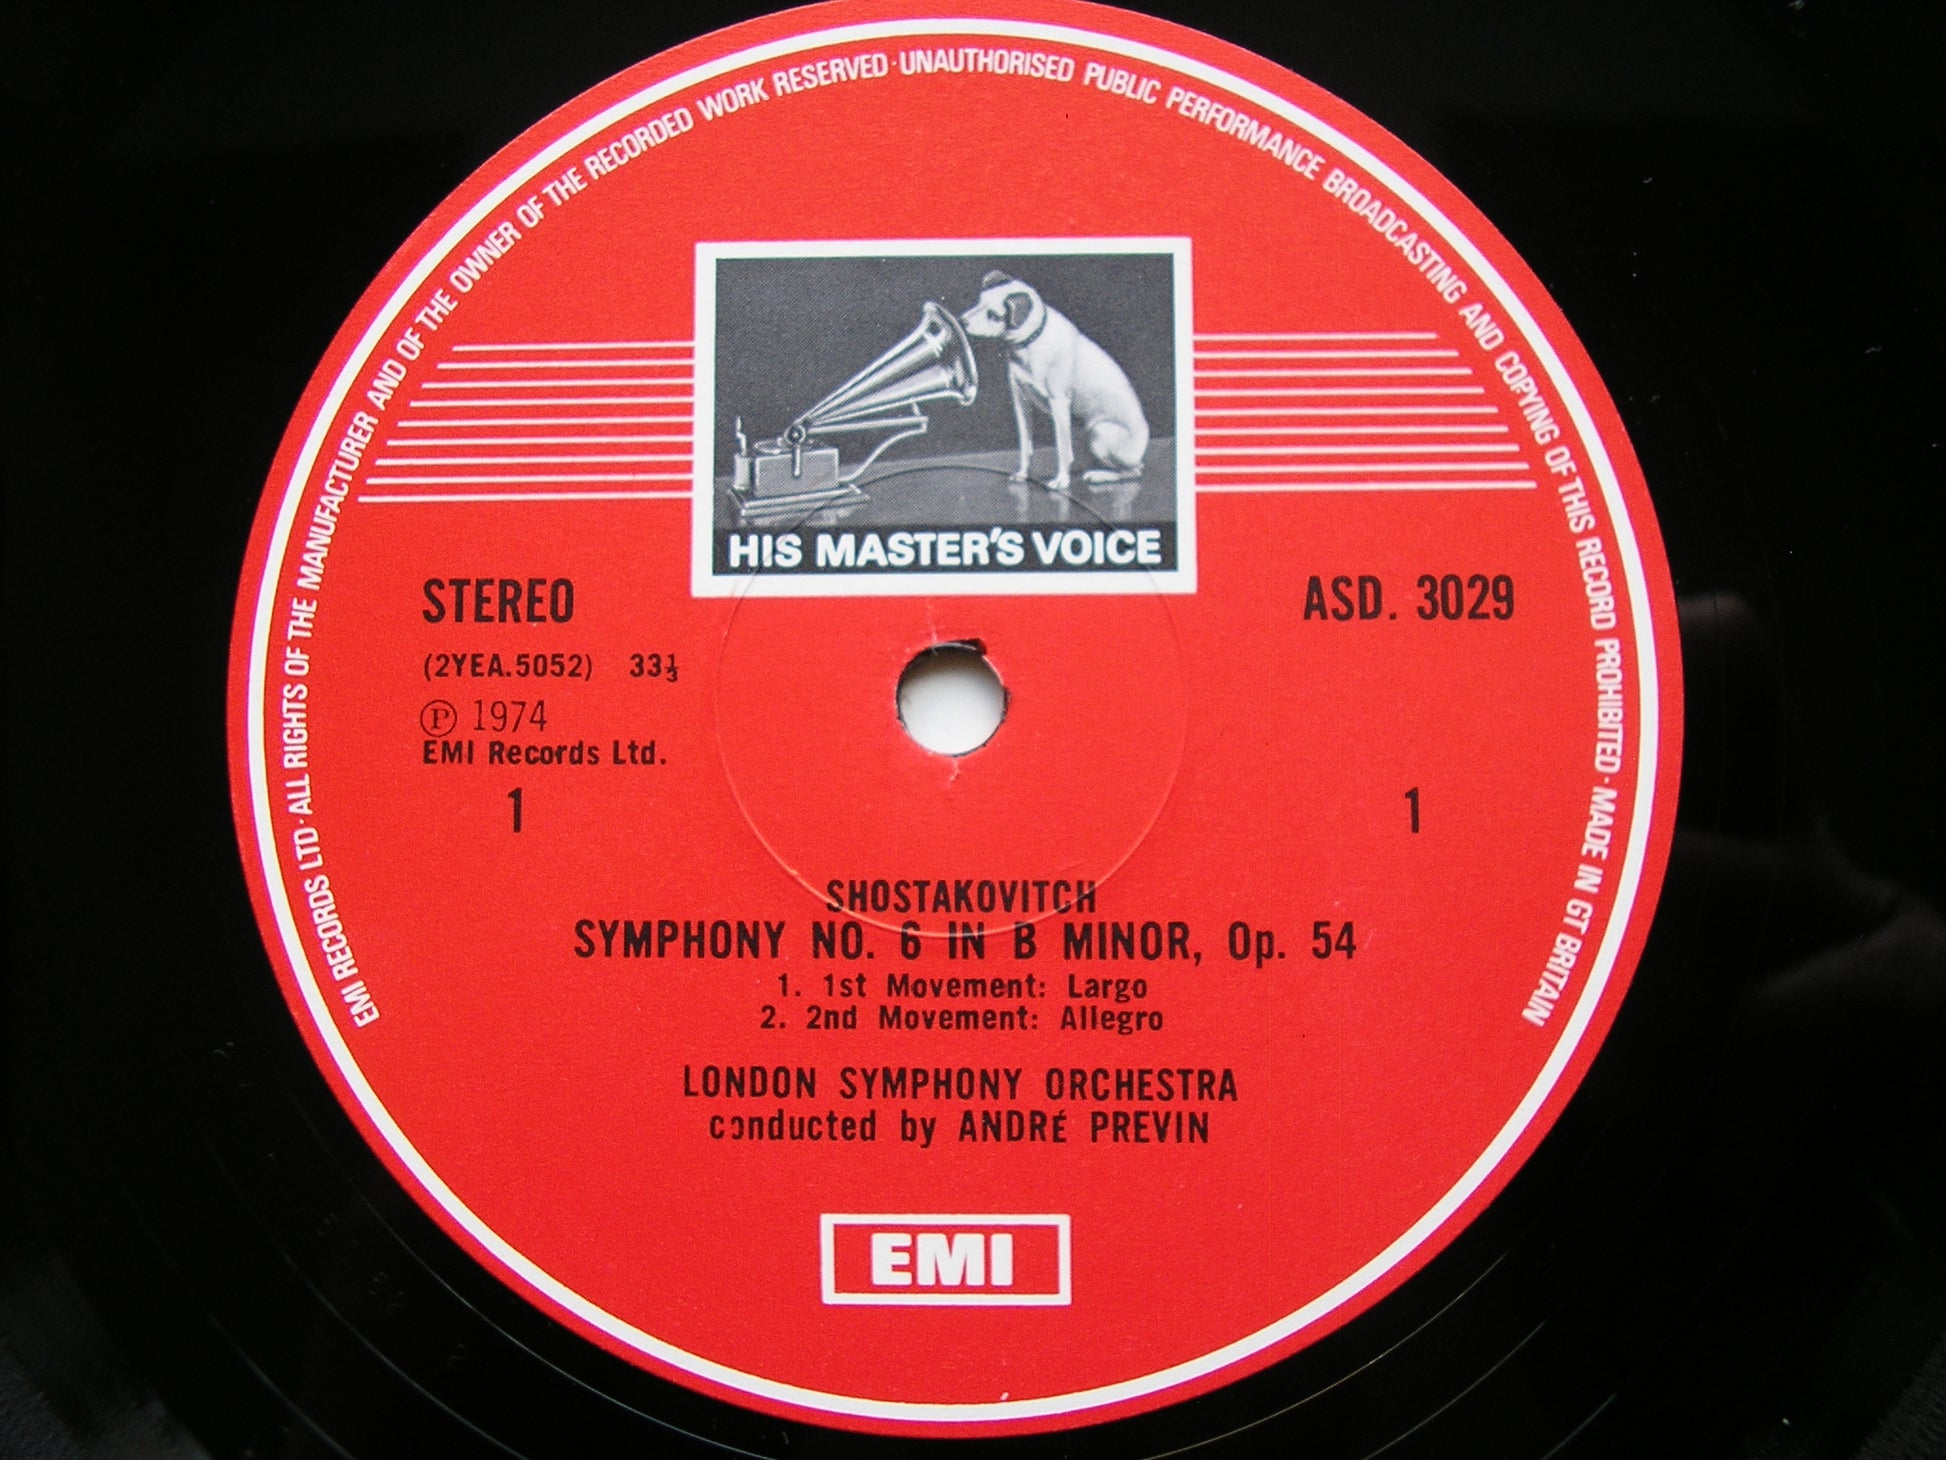 EMI RECORDS LTD · ALL RIGHTS OF THE MANUFACTURER AND OF THE OWNER OF THE RECORDED WORK RESERVED · UNAUTHORISED PUBLIC PERFORMANCE BROADCASTING AND COPYING OF THIS RECORD PROHIBITED · MADE IN GT BRITAIN
HIS MASTER'S VOICE
STEREO
ASD. 3029
(2YEA.5052) 33⅓
Ⓟ 1974
EMI Records Ltd.
1
1
SHOSTAKOVITCH
SYMPHONY NO. 6 IN B MINOR, Op. 54
1. 1st Movement: Largo
2. 2nd Movement: Allegro
LONDON SYMPHONY ORCHESTRA
conducted by ANDRÉ PREVIN
EMI